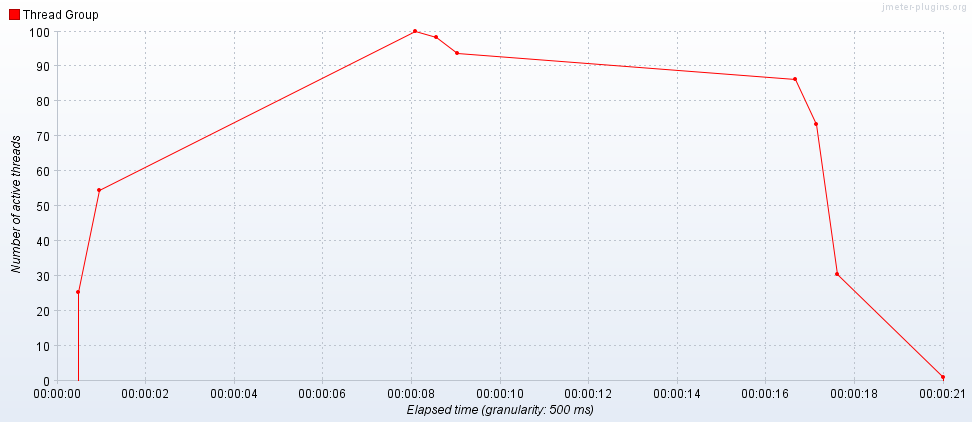 jmeter-plugins.org
Thread Group
100
90
80
70
60
50
40
30
20
10
0
Number of active threads
00:00:00 00:00:02 00:00:04 00:00:06 00:00:08 00:00:10 00:00:12 00:00:14 00:00:16 00:00:18 00:00:21
Elapsed time (granularity: 500 ms)